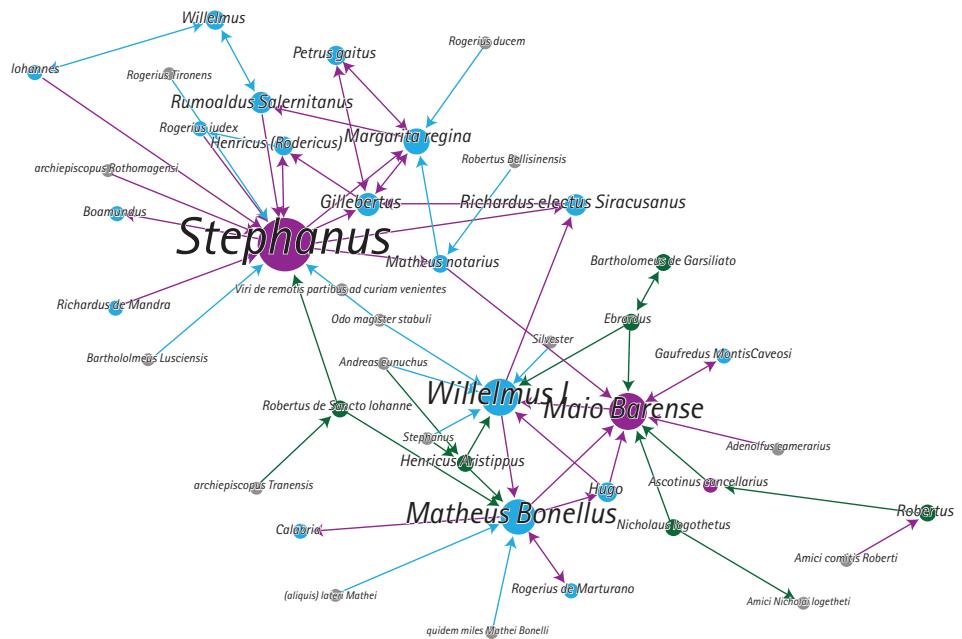 Willelmus
Rogerius ducem
Petrus gaitus
Iohannes
Rogerius Tironens
Rumoaldus Salernitanus
Rogerius iudex
Henricus (Rodericus)
Margarita regina
Robertus Bellisinensis
archiepiscopus Rothomagensi
Gillebertus
Richardus electus Siracusanus
Boamundus
Stephanus
Matheus notarius
Bartholomeus de Garsiliato
Viri de remotis partibus ad curiam venientes
Richardus de Mandra
Odo magister stabuli
Ebrardus
Silvester
Bartholomeus Lusciensis
Andreas eunuchus
Gaufredus MontisCaveosi
Willelmus I
Maio Barense
Robertus de Sancto Iohanne
Stephanus
Adenolfus camerarius
Henricus Aristippus
archiepiscopus Tranensis
Hugo
Ascotinus cancellarius
Matheus Bonellus
Nicholaus logothetus
Robertus
Calabria
Amici comitis Roberti
Rogerius de Marturano
(aliquis) lateri Mathei
Amici Nicholai logetheti
quidem miles Mathei Bonelli